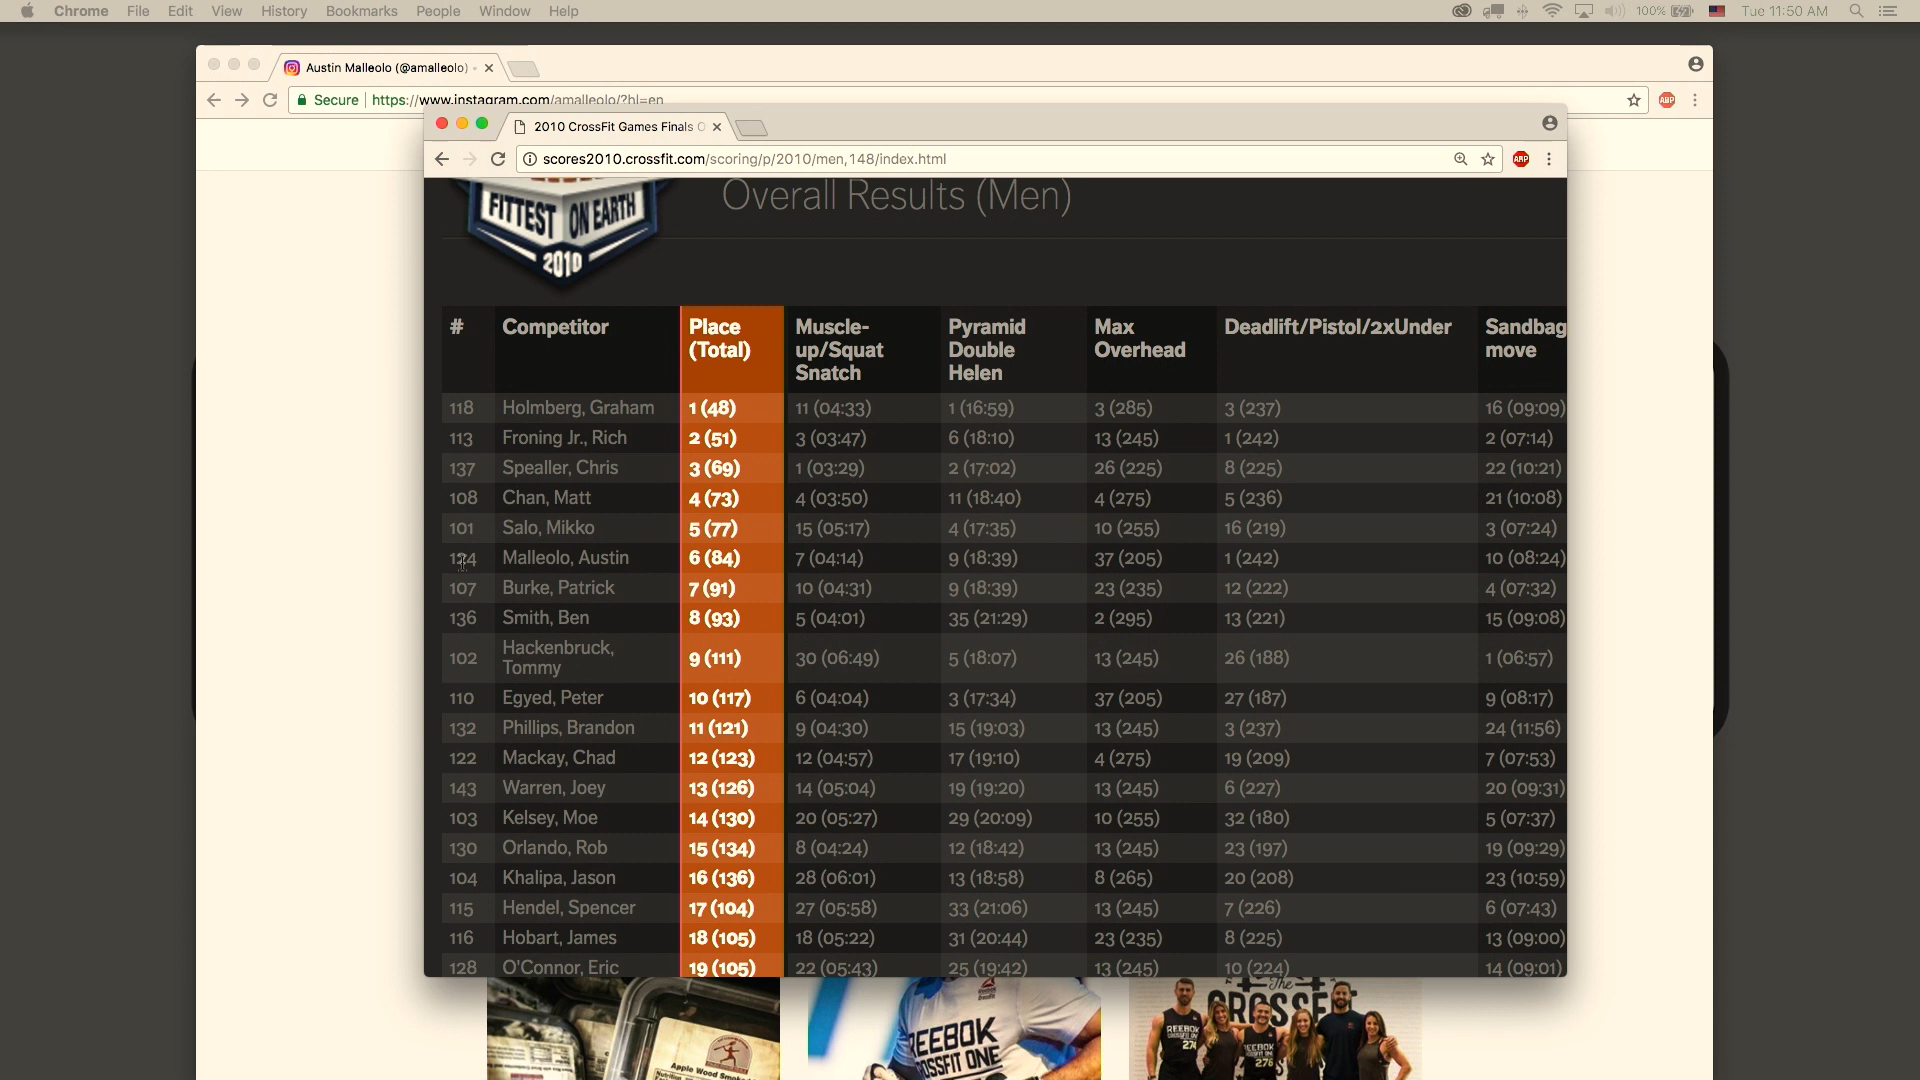 Chrome File Edit View History Bookmarks People Window Help 100% Tue 11:50 AM
Austin Malleolo (@amalleolo)
Secure https://www.instagram.com/amalleolo/?hl=en ABP
2010 CrossFit Games Finals
scores2010.crossfit.com/scoring/p/2010/men,148/index.html ABP
FITTEST ON EARTH
2010
Overall Results (Men)
# Competitor Place (Total) Muscle-up/Squat Snatch Pyramid Double Helen Max Overhead Deadlift/Pistol/2xUnder Sandbag move
118 Holmberg, Graham 1 (48) 11 (04:33) 1 (16:59) 3 (285) 3 (237) 16 (09:09)
113 Froning Jr., Rich 2 (51) 3 (03:47) 6 (18:10) 13 (245) 1 (242) 2 (07:14)
137 Spealler, Chris 3 (69) 1 (03:29) 2 (17:02) 26 (225) 8 (225) 22 (10:21)
108 Chan, Matt 4 (73) 4 (03:50) 11 (18:40) 4 (275) 5 (236) 21 (10:08)
101 Salo, Mikko 5 (77) 15 (05:17) 4 (17:35) 10 (255) 16 (219) 3 (07:24)
Malleolo, Austin 6 (84) 7 (04:14) 9 (18:39) 37 (205) 1 (242) 10 (08:24)
107 Burke, Patrick 7 (91) 10 (04:31) 9 (18:39) 23 (235) 12 (222) 4 (07:32)
136 Smith, Ben 8 (93) 5 (04:01) 35 (21:29) 2 (295) 13 (221) 15 (09:08)
102 Hackenbruck, Tommy 9 (111) 30 (06:49) 5 (18:07) 13 (245) 26 (188) 1 (06:57)
110 Egyed, Peter 10 (117) 6 (04:04) 3 (17:34) 37 (205) 27 (187) 9 (08:17)
132 Phillips, Brandon 11 (121) 9 (04:30) 15 (19:03) 13 (245) 3 (237) 24 (11:56)
122 Mackay, Chad 12 (123) 12 (04:57) 17 (19:10) 4 (275) 19 (209) 7 (07:53)
143 Warren, Joey 13 (126) 14 (05:04) 19 (19:20) 13 (245) 6 (227) 20 (09:31)
103 Kelsey, Moe 14 (130) 20 (05:27) 29 (20:09) 10 (255) 32 (180) 5 (07:37)
130 Orlando, Rob 15 (134) 8 (04:24) 12 (18:42) 13 (245) 23 (197) 19 (09:29)
104 Khalipa, Jason 16 (136) 28 (06:01) 13 (18:58) 8 (265) 20 (208) 23 (10:59)
115 Hendel, Spencer 17 (104) 27 (05:58) 33 (21:06) 13 (245) 7 (226) 6 (07:43)
116 Hobart, James 18 (105) 18 (05:22) 31 (20:44) 23 (235) 8 (225) 13 (09:00)
128 O'Connor, Eric 19 (105) 22 (05:43) 25 (19:42) 13 (245) 10 (224) 14 (09:01)
Apple Wood
REEBOK
CROSSFIT ONE
The
CROSSFIT
REEBOK
CROSSFIT ONE
274
REEBOK
CROSSFIT ONE
276